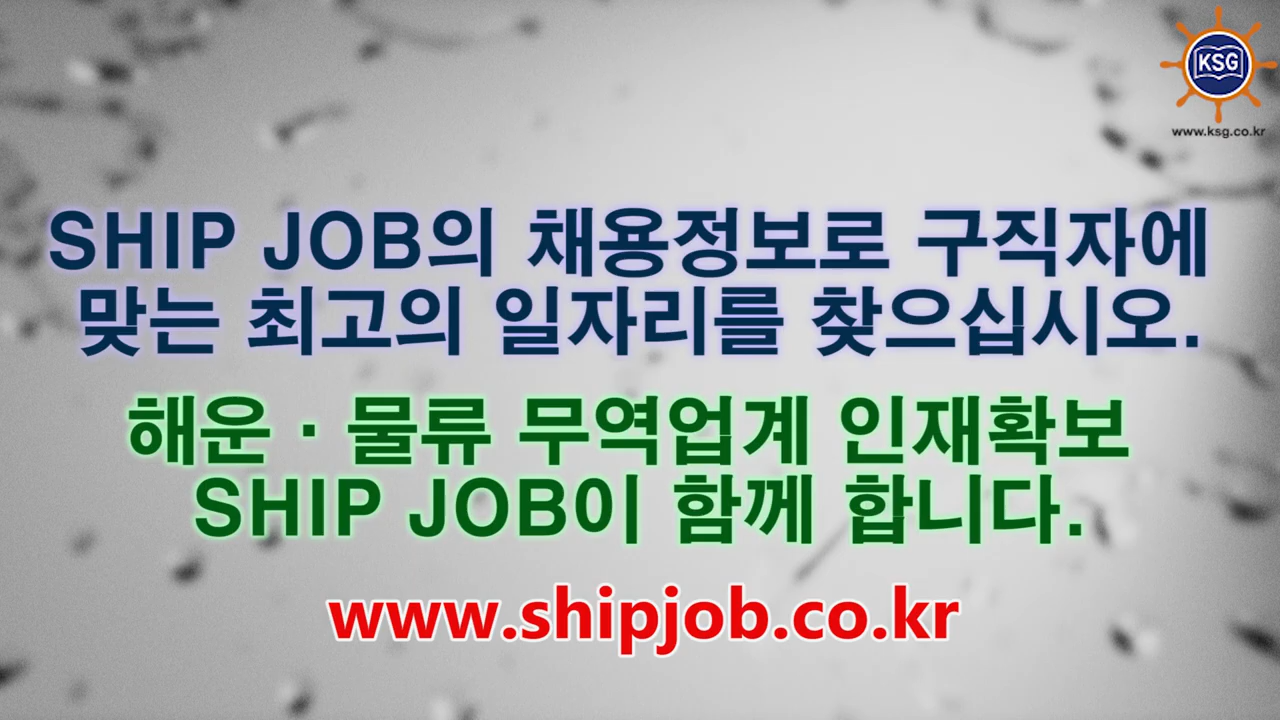 KSG
www.ksg.co.kr
SHIP JOB의 채용정보로 구직자에
맞는 최고의 일자리를 찾으십시오.
해운 · 물류 무역업계 인재확보
SHIP JOB이 함께 합니다.
www.shipjob.co.kr